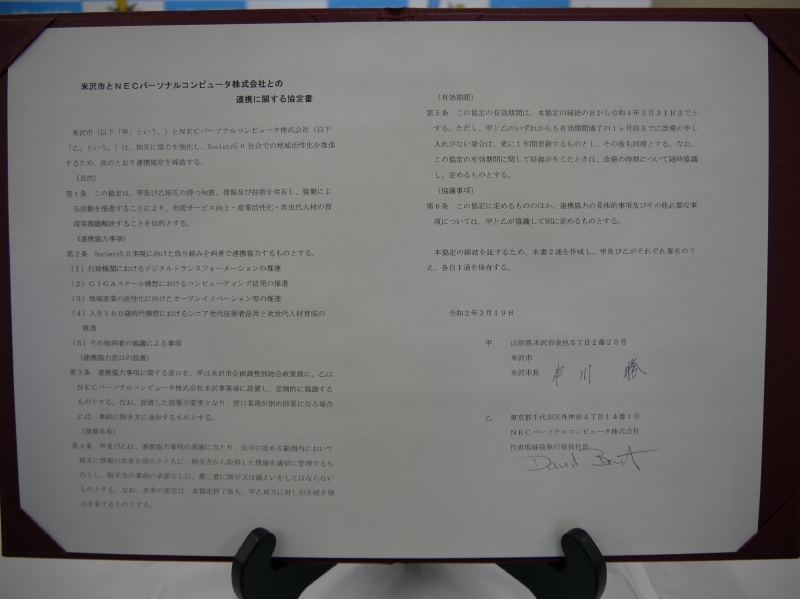 米沢市とNECパーソナルコンピュータ株式会社との
連携に関する協定書
米沢市（以下「甲」という。）とNECパーソナルコンピュータ株式会社（以下
「乙」という。）は、相互に協力を強化し、Society5.0社会での地域活性化を推進
するため、次のとおり連携協定を締結する。
（目的）
第1条　この協定は、甲及び乙相互の持つ知恵、情報及び技術を共有し、協働によ
る活動を推進することにより、市民サービス向上・産業活性化・次世代人材の育
成等課題解決することを目的とする。
（連携協力事項）
第2条　Society5.0実現に向けた取り組みを両者で連携協力するものとする。
（1）行政機関におけるデジタルトランスフォーメーションの推進
（2）GIGAスクール構想におけるコンピューティング活用の推進
（3）地域産業の活性化に向けたオープンイノベーション等の推進
（4）人生100歳時代構想におけるシニア世代技術者活用と次世代人材育成の
推進
（5）その他両者の協議による事項
（連携協力窓口の設置）
第3条　連携協力事項に関する窓口を、甲は米沢市企画調整部総合政策課に、乙は
NECパーソナルコンピュータ株式会社米沢事業場に設置し、定期的に協議する
ものとする。なお、設置した部署が変更となり、窓口業務が別の部署になる場合
には、事前に相手方に通知するものとする。
（情報共有）
第4条　甲及び乙は、連携協力事項の実施に当たり、法令の定める範囲内において
相互に情報の共有を図るとともに、相手方から取得した情報を適切に管理するも
のとし、相手方の事前の承諾なしに、第三者に開示又は漏えいをしてはならない
ものとする。なお、本条の規定は、本協定終了後も、甲乙双方に対し引き続き効
力を有するものとする。
（有効期間）
第5条　この協定の有効期間は、本協定の締結の日から令和4年3月31日までと
する。ただし、甲と乙のいずれからも有効期間満了の1ヶ月前までに改廃の申し
入れがない場合は、更に1年間更新するものとし、その後も同様とする。なお、
この協定の有効期間に関して疑義が生じたときは、改廃の時期について随時協議
し、定めるものとする。
（協議事項）
第6条　この協定に定めるもののほか、連携協力の具体的事項及びその他必要な事
項については、甲と乙が協議して別に定めるものとする。
本協定の締結を証するため、本書2通を作成し、甲及び乙がそれぞれ署名のう
え、各自1通を保有する。
令和2年3月19日
甲　山形県米沢市金池5丁目2番25号
米沢市
米沢市長　中川　勝
乙　東京都千代田区外神田4丁目14番1号
NECパーソナルコンピュータ株式会社
代表取締役執行役員社長
David Bent